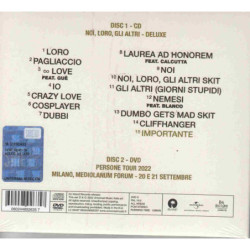 DISC 1 - CD
NOI, LORO, GLI ALTRI - DELUXE
1 LORO
2 PAGLIACCIO
3 ∞ LOVE
FEAT. GUÈ
4 IO
5 CRAZY LOVE
6 COSPLAYER
7 DUBBI
8 LAUREA AD HONOREM
FEAT. CALCUTTA
9 NOI
10 NOI, LORO, GLI ALTRI SKIT
11 GLI ALTRI (GIORNI STUPIDI)
12 NEMESI
FEAT. BLANCO
13 DUMBO GETS MAD SKIT
14 CLIFFHANGER
15 IMPORTANTE
DISC 2 - DVD
PERSONE TOUR 2022
MILANO, MEDIOLANUM FORUM - 20 E 21 SETTEMBRE